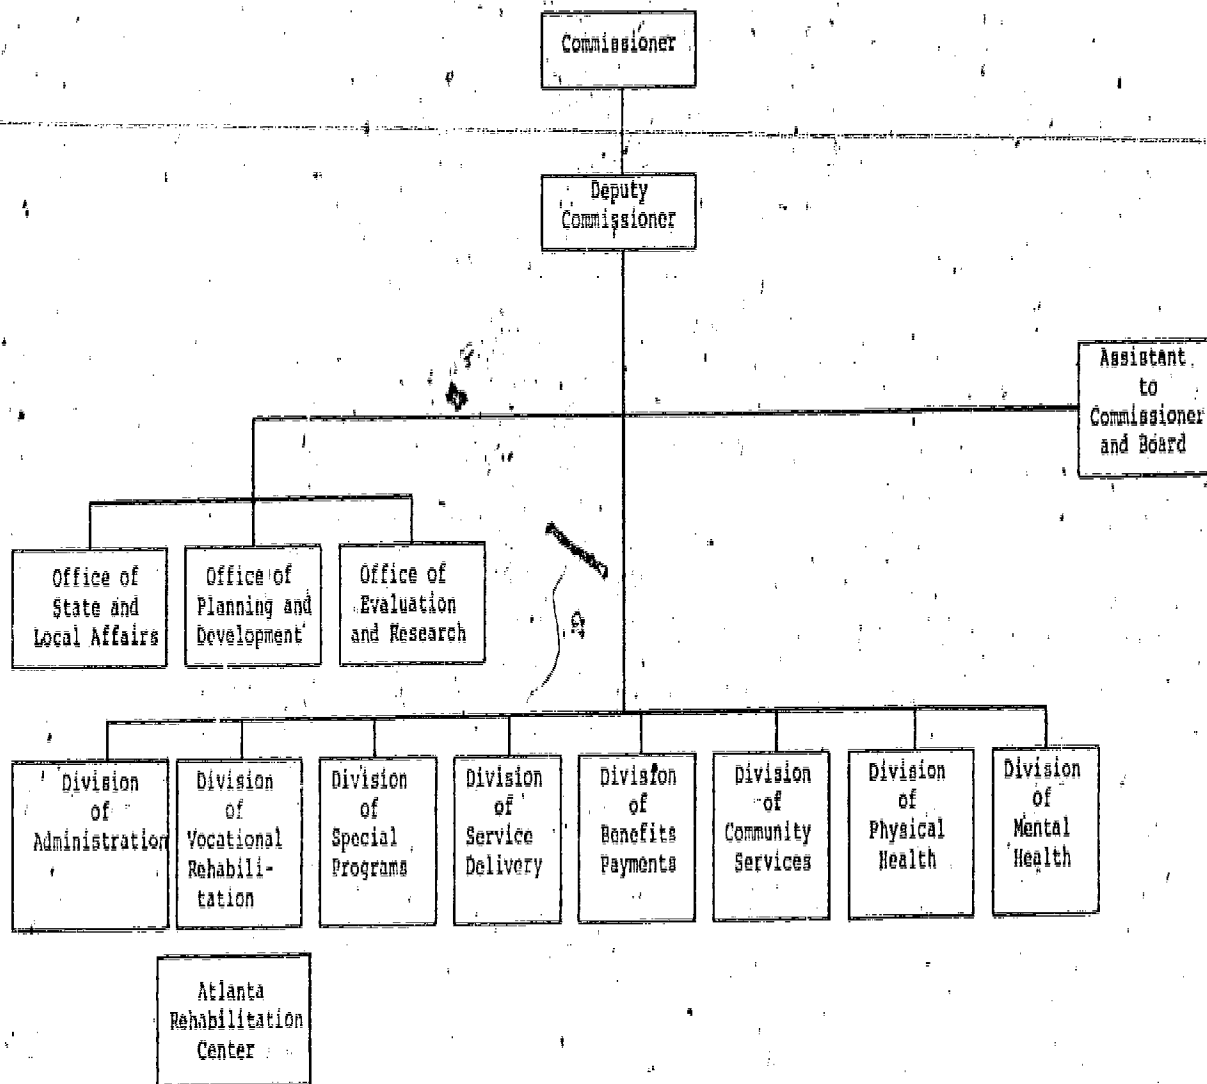 Commissioner
Deputy
Commissioner
Assistant
to
Commissioner
and Board
Office of
State and
Local Affairs
Office of
Planning and
Development
Office of
Evaluation
and Research
Division
of
Administration
Division
of
Vocational
Rehabili-
tation
Division
of
Special
Programs
Division
of
Service
Delivery
Division
of
Benefits
Payments
Division
of
Community
Services
Division
of
Physical
Health
Division
of
Mental
Health
Atlanta
Rehabilitation
Center